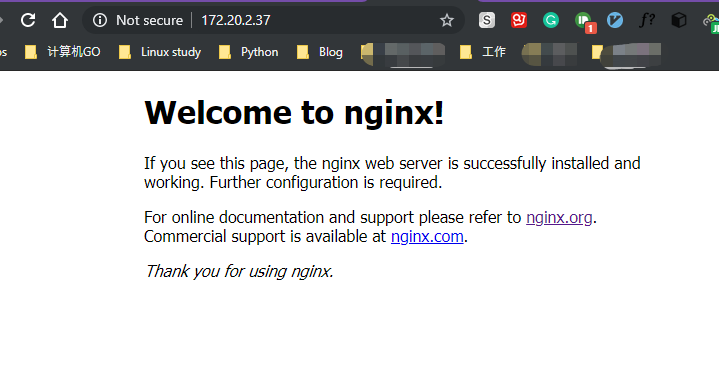 Not secure | 172.20.2.37
计算机GO Linux study Python Blog 工作
Welcome to nginx!
If you see this page, the nginx web server is successfully installed and
working. Further configuration is required.
For online documentation and support please refer to nginx.org.
Commercial support is available at nginx.com.
Thank you for using nginx.